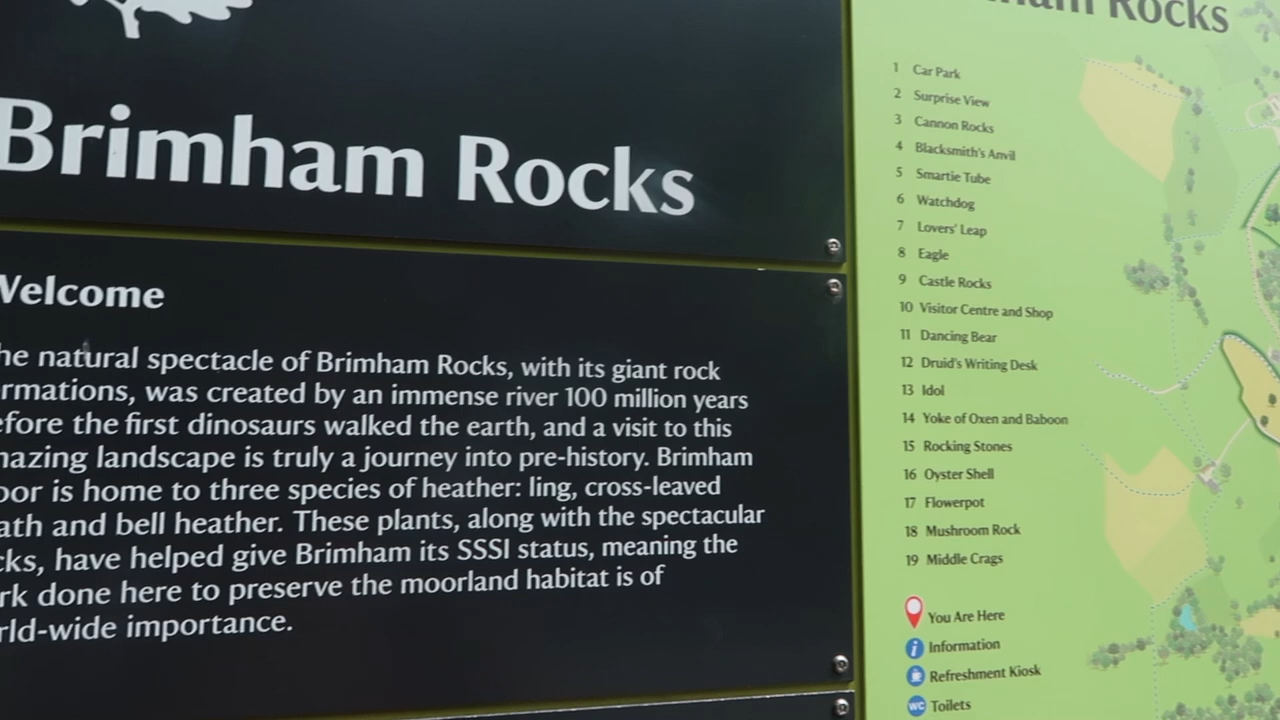 Brimham Rocks
Welcome
he natural spectacle of Brimham Rocks, with its giant rock
rmations, was created by an immense river 100 million years
efore the first dinosaurs walked the earth, and a visit to this
mazing landscape is truly a journey into pre-history. Brimham
oor is home to three species of heather: ling, cross-leaved
ath and bell heather. These plants, along with the spectacular
cks, have helped give Brimham its SSSI status, meaning the
rk done here to preserve the moorland habitat is of
rld-wide importance.
ham Rocks
1 Car Park
2 Surprise View
3 Cannon Rocks
4 Blacksmith's Anvil
5 Smartie Tube
6 Watchdog
7 Lovers' Leap
8 Eagle
9 Castle Rocks
10 Visitor Centre and Shop
11 Dancing Bear
12 Druid's Writing Desk
13 Idol
14 Yoke of Oxen and Baboon
15 Rocking Stones
16 Oyster Shell
17 Flowerpot
18 Mushroom Rock
19 Middle Crags
You Are Here
i Information
Refreshment Kiosk
WC Toilets